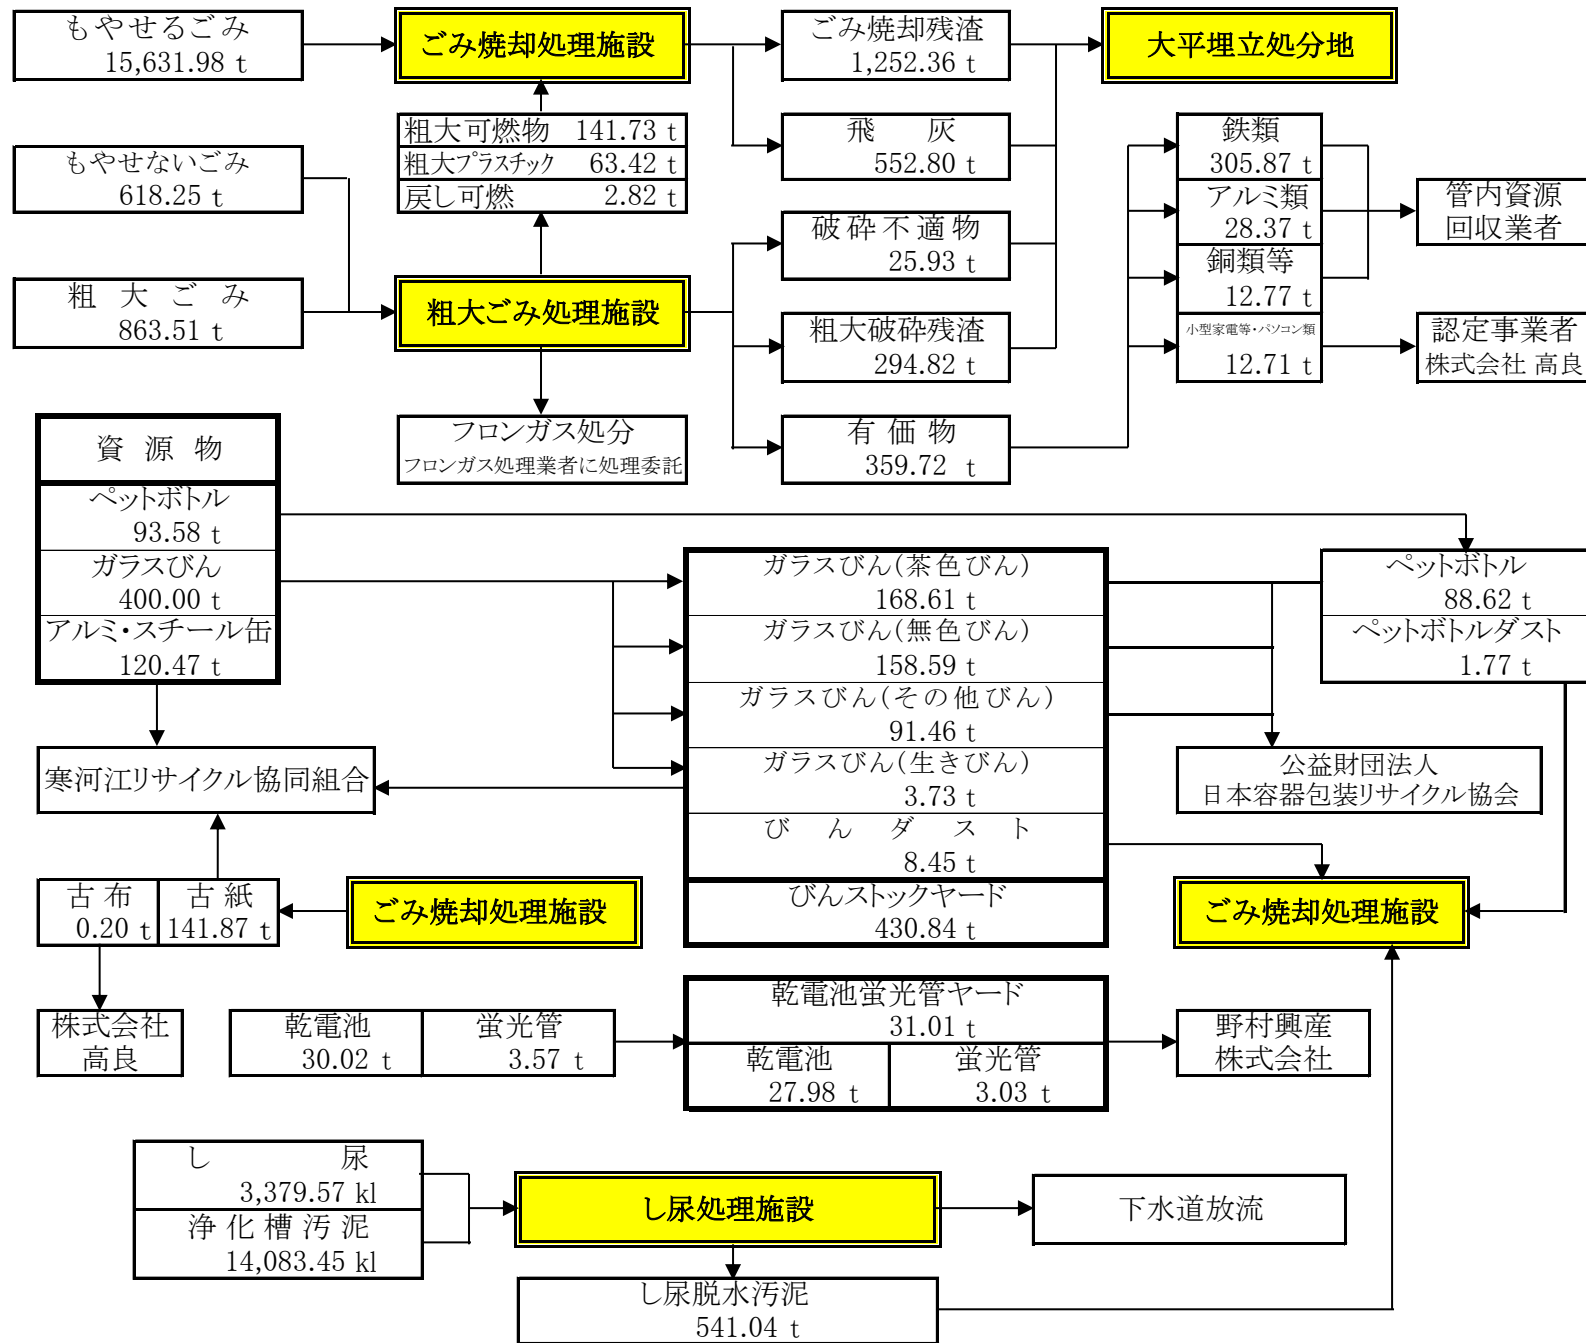 もやせるごみ
15,631.98 t
ごみ焼却処理施設
ごみ焼却残渣
1,252.36 t
大平埋立処分地
粗大可燃物 141.73 t
粗大プラスチック 63.42 t
戻し可燃 2.82 t
飛 灰
552.80 t
鉄類
305.87 t
もやせないごみ
618.25 t
アルミ類
28.37 t
管内資源
回収業者
破砕不適物
25.93 t
銅類等
12.77 t
粗 大 ご み
863.51 t
粗大ごみ処理施設
粗大破砕残渣
294.82 t
小型家電等・パソコン類
12.71 t
認定事業者
株式会社 高良
フロンガス処分
フロンガス処理業者に処理委託
有 価 物
359.72 t
資 源 物
ペットボトル
93.58 t
ガラスびん
400.00 t
アルミ・スチール缶
120.47 t
ガラスびん(茶色びん)
168.61 t
ガラスびん(無色びん)
158.59 t
ガラスびん(その他びん)
91.46 t
ガラスびん(生きびん)
3.73 t
び ん ダ ス ト
8.45 t
びんストックヤード
430.84 t
ペットボトル
88.62 t
ペットボトルダスト
1.77 t
寒河江リサイクル協同組合
公益財団法人
日本容器包装リサイクル協会
古 布
0.20 t
古 紙
141.87 t
ごみ焼却処理施設
ごみ焼却処理施設
株式会社
高良
乾電池
30.02 t
蛍光管
3.57 t
乾電池蛍光管ヤード
31.01 t
乾電池
27.98 t
蛍光管
3.03 t
野村興産
株式会社
し 尿
3,379.57 kl
浄 化 槽 汚 泥
14,083.45 kl
し尿処理施設
下水道放流
し尿脱水汚泥
541.04 t